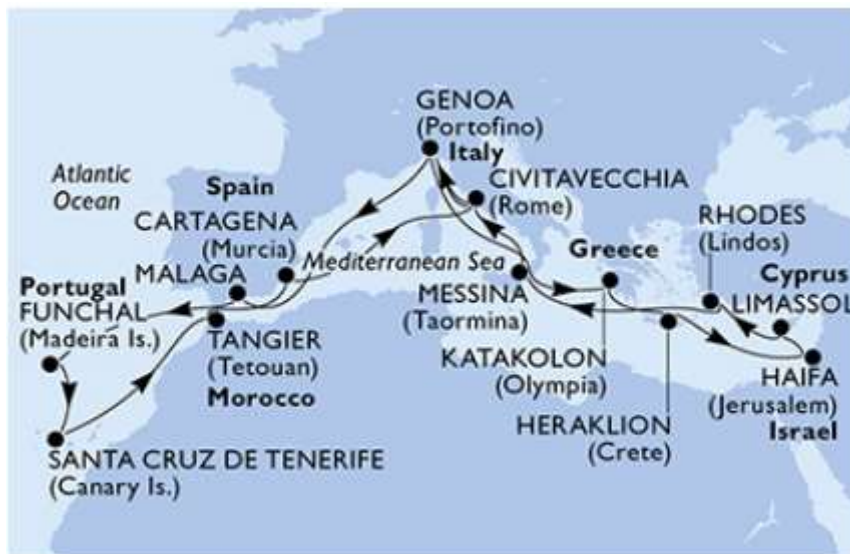 GENOA
(Portofino)
Italy
CIVITAVECCHIA
(Rome)
Atlantic
Ocean
Spain
CARTAGENA
(Murcia)
Mediterranean Sea
MALAGA
Portugal
FUNCHAL
(Madeira Is.)
TANGIER
(Tetouan)
Morocco
SANTA CRUZ DE TENERIFE
(Canary Is.)
MESSINA
(Taormina)
Greece
KATAKOLON
(Olympia)
HERAKLION
(Crete)
RHODES
(Lindos)
Cyprus
LIMASSOL
HAIFA
(Jerusalem)
Israel